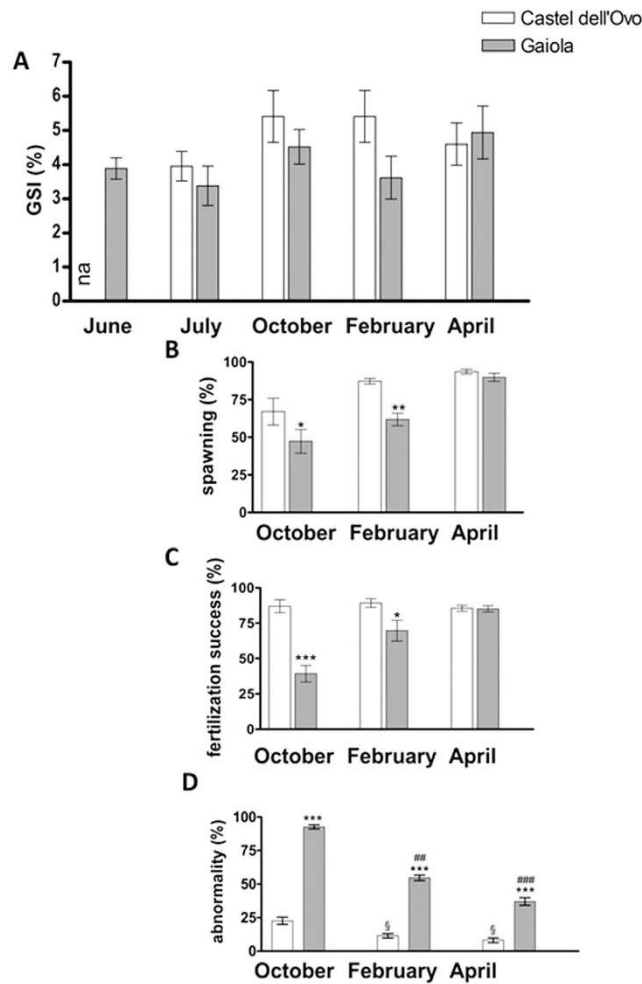 Castel dell'Ovo
Gaiola
A
GSI (%)
7
6
5
4
3
2
1
0
na
June July October February April
B
spawning (%)
100
75
50
25
0
*
**
October February April
C
fertilization success (%)
100
75
50
25
0
***
*
October February April
D
abnormality (%)
100
75
50
25
0
***
§
##
***
§
###
***
October February April